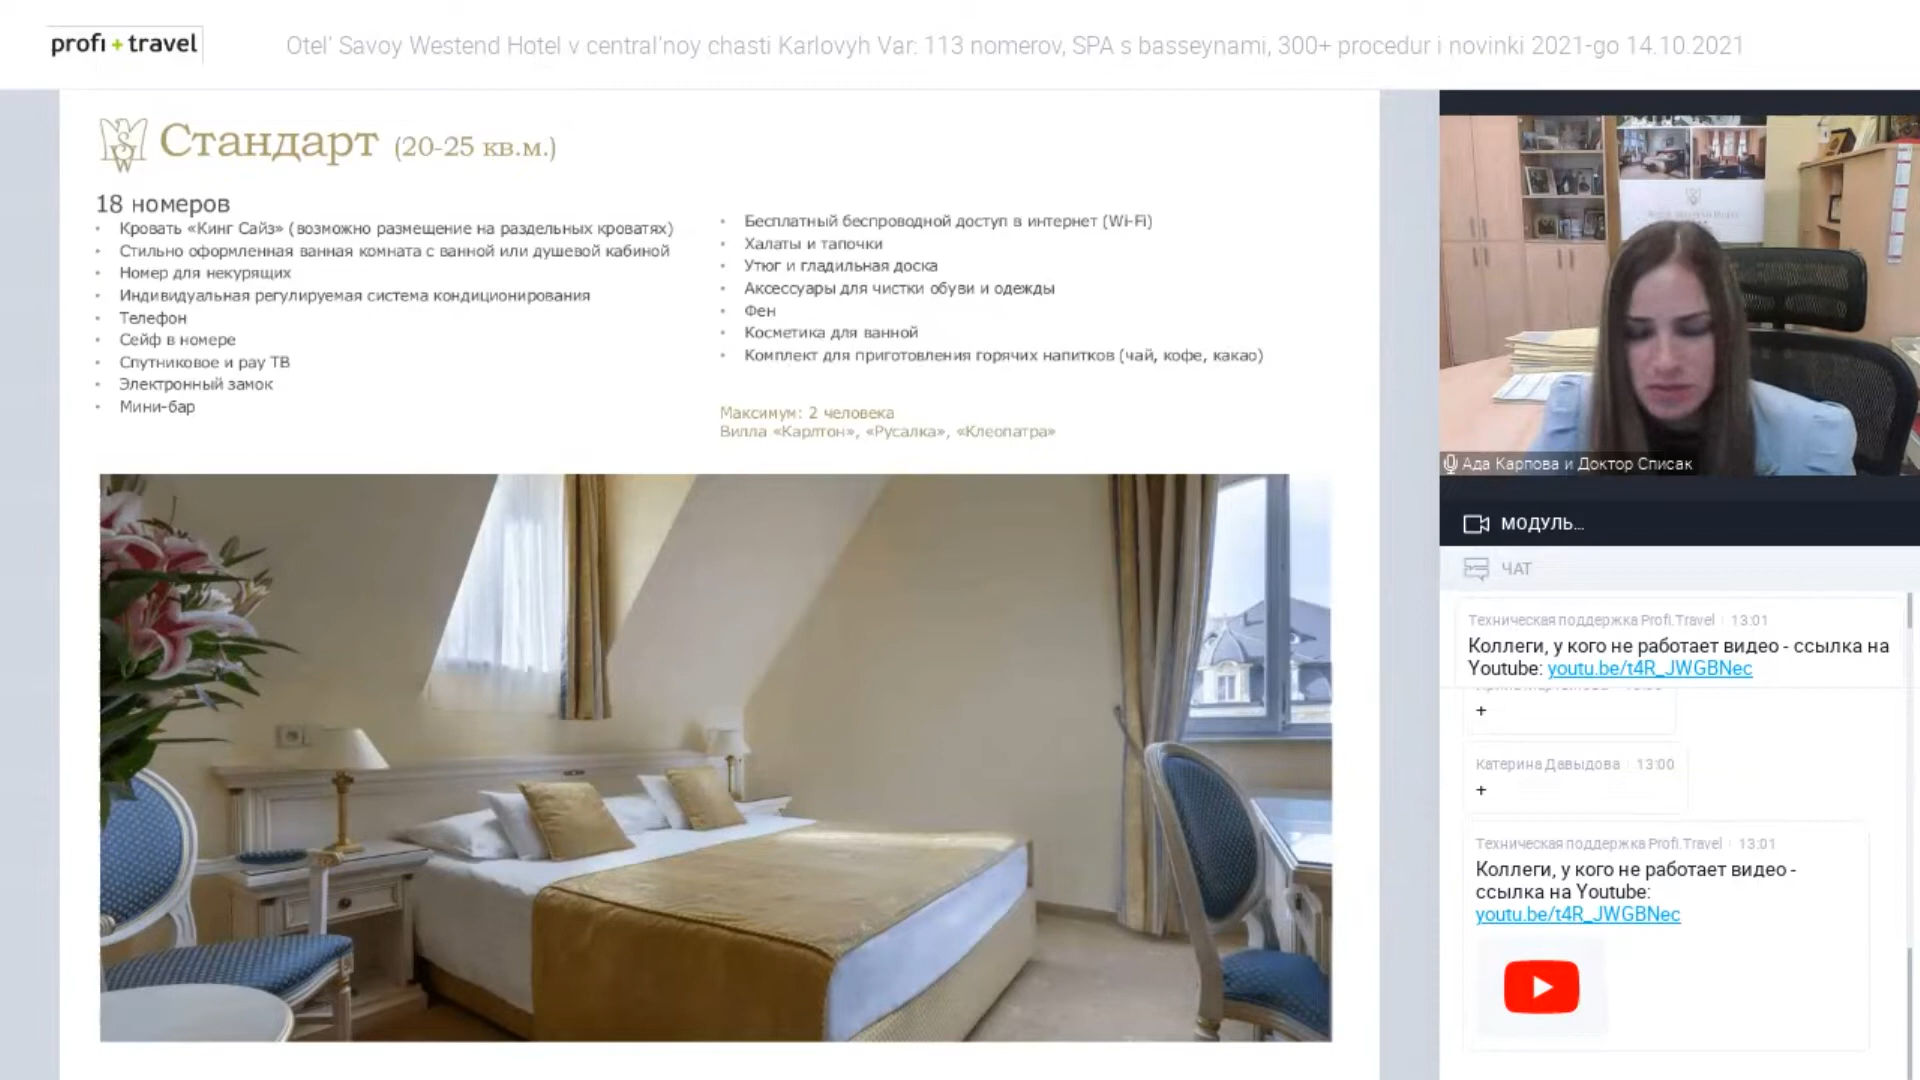 profi + travel
Otel' Savoy Westend Hotel v central'noy chasti Karlovyh Var: 113 nomerov, SPA s basseynami, 300+ procedur i novinki 2021-go 14.10.2021
Стандарт (20-25 кв.м.)
18 номеров
• Кровать «Кинг Сайз» (возможно размещение на раздельных кроватях)
• Стильно оформленная ванная комната с ванной или душевой кабиной
• Номер для некурящих
• Индивидуальная регулируемая система кондиционирования
• Телефон
• Сейф в номере
• Спутниковое и pay ТВ
• Электронный замок
• Мини-бар
• Бесплатный беспроводной доступ в интернет (Wi-Fi)
• Халаты и тапочки
• Утюг и гладильная доска
• Аксессуары для чистки обуви и одежды
• Фен
• Косметика для ванной
• Комплект для приготовления горячих напитков (чай, кофе, какао)
Максимум: 2 человека
Вилла «Карлтон», «Русалка», «Клеопатра»
Ада Карпова и Доктор Списак
МОДУЛЬ...
ЧАТ
Техническая поддержка Profi.Travel 13:01
Коллеги, у кого не работает видео - ссылка на
Youtube: youtu.be/t4R_JWGBNec
+
Катерина Давыдова 13:00
+
Техническая поддержка Profi.Travel 13:01
Коллеги, у кого не работает видео -
ссылка на Youtube:
youtu.be/t4R_JWGBNec